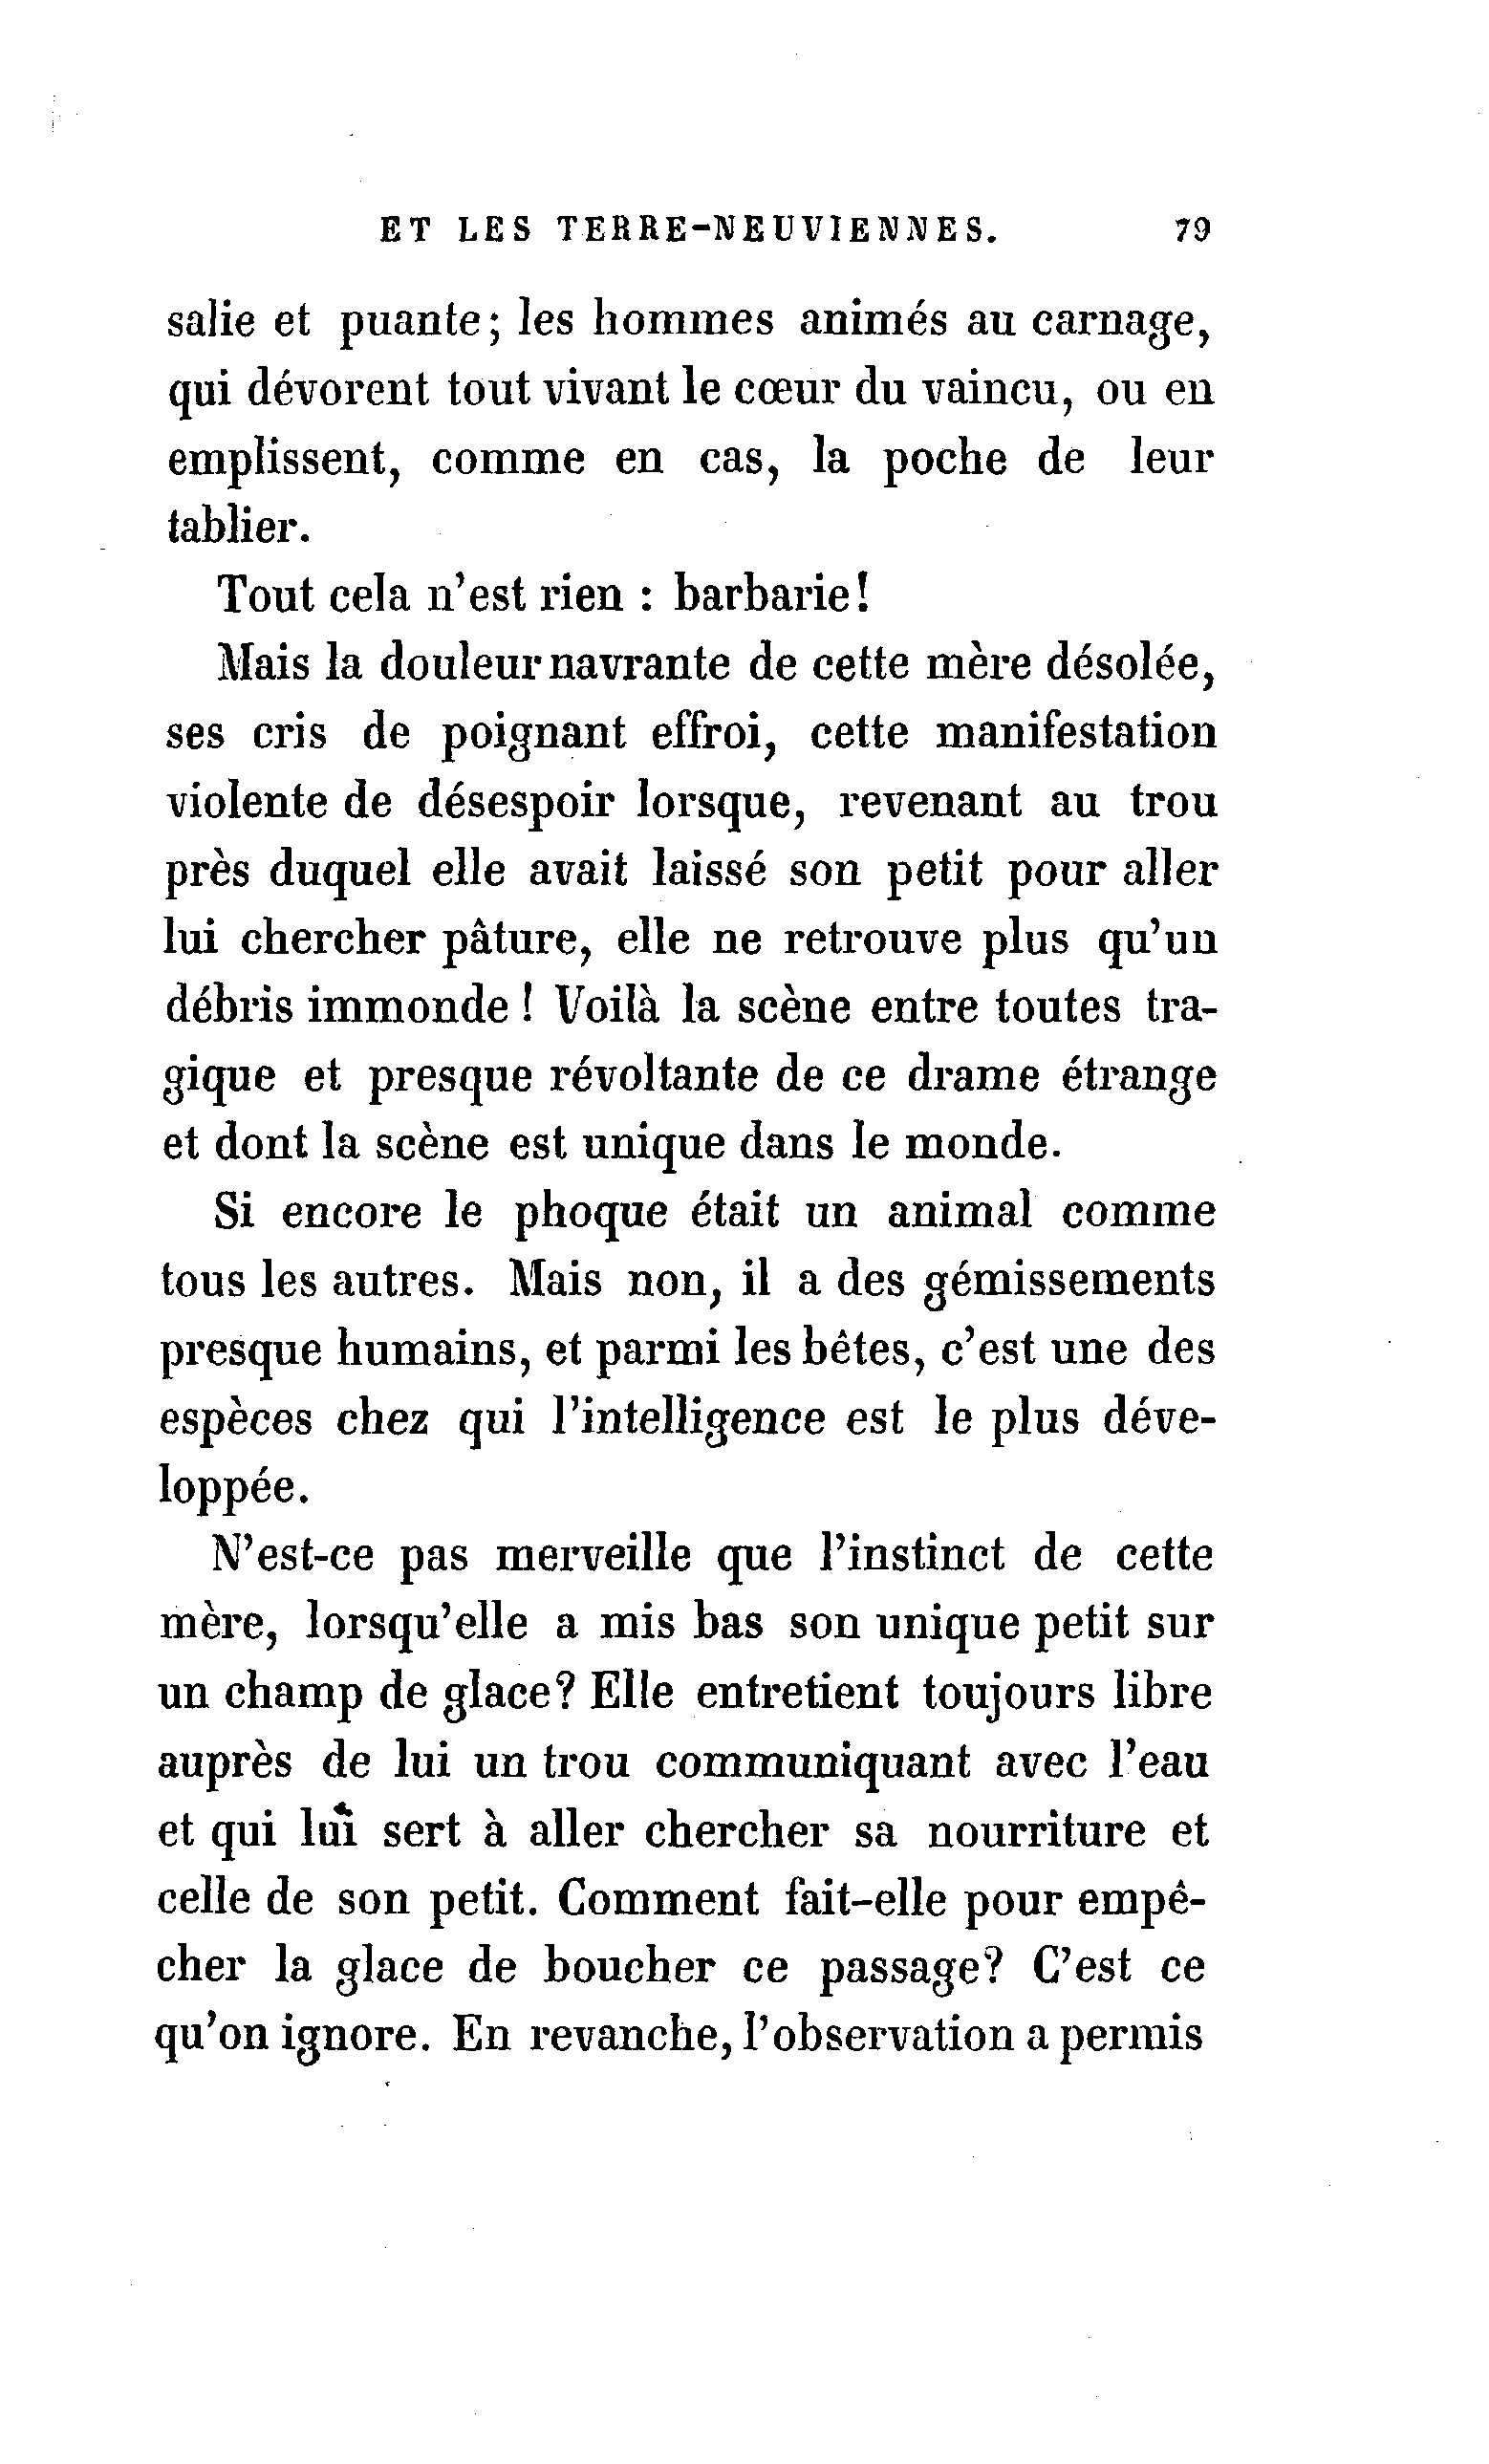 ET LES TERRE-NEUVIENNES. 79
salie et puante; les hommes animés au carnage,
qui dévorent tout vivant le cœur du vaincu, ou en
emplissent, comme en cas, la poche de leur
tablier.
Tout cela n'est rien : barbarie!
Mais la douleur navrante de cette mère désolée,
ses cris de poignant effroi, cette manifestation
violente de désespoir lorsque, revenant au trou
près duquel elle avait laissé son petit pour aller
lui chercher pâture, elle ne retrouve plus qu'un
débris immonde ! Voilà la scène entre toutes tra-
gique et presque révoltante de ce drame étrange
et dont la scène est unique dans le monde.
Si encore le phoque était un animal comme
tous les autres. Mais non, il a des gémissements
presque humains, et parmi les bêtes, c'est une des
espèces chez qui l'intelligence est le plus déve-
loppée.
N'est-ce pas merveille que l'instinct de cette
mère, lorsqu'elle a mis bas son unique petit sur
un champ de glace? Elle entretient toujours libre
auprès de lui un trou communiquant avec l'eau
et qui lui sert à aller chercher sa nourriture et
celle de son petit. Comment fait-elle pour empê-
cher la glace de boucher ce passage? C'est ce
qu'on ignore. En revanche, l'observation a permis